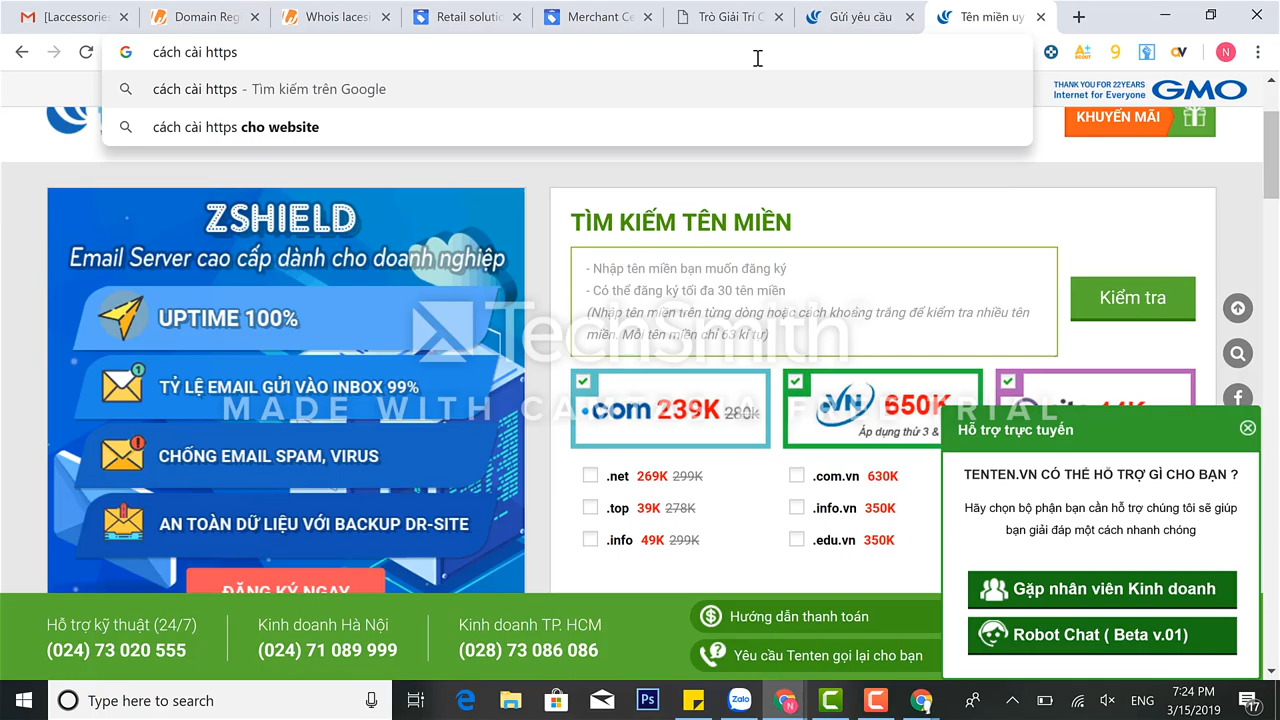 [Laccessories
Domain Reg
Whois lacesi
Retail solutio
Merchant Ce
Trò Giải Trí C
Gửi yêu cầu
Tên miền uy
cách cài https
cách cài https - Tìm kiếm trên Google
cách cài https cho website
N
THANK YOU FOR 22YEARS
Internet for Everyone
GMO
KHUYẾN MÃI
ZSHIELD
Email Server cao cấp dành cho doanh nghiệp
UPTIME 100%
TỶ LỆ EMAIL GỬI VÀO INBOX 99%
CHỐNG EMAIL SPAM, VIRUS
AN TOÀN DỮ LIỆU VỚI BACKUP DR-SITE
ĐĂNG KÝ NGAY
TÌM KIẾM TÊN MIỀN
- Nhập tên miền bạn muốn đăng ký
- Có thể đăng ký tối đa 30 tên miền
(Nhập tên miền trên từng dòng hoặc cách khoảng trắng để kiểm tra nhiều tên
miền. Mỗi tên miền chỉ 63 kí tự)
Kiểm tra
TechSmith
MADE WITH CAMTASIA FREE TRIAL
.com 239K 280k
.VN 650K
Áp dụng thứ 3 &
.net 269K 299K
.com.vn 630K
.top 39K 278K
.info.vn 350K
.info 49K 299K
.edu.vn 350K
Hỗ trợ trực tuyến
TENTEN.VN CÓ THỂ HỖ TRỢ GÌ CHO BẠN ?
Hãy chọn bộ phận bạn cần hỗ trợ chúng tôi sẽ giúp
bạn giải đáp một cách nhanh chóng
Gặp nhân viên Kinh doanh
Robot Chat ( Beta v.01)
Hỗ trợ kỹ thuật (24/7)
(024) 73 020 555
Kinh doanh Hà Nội
(024) 71 089 999
Kinh doanh TP. HCM
(028) 73 086 086
Hướng dẫn thanh toán
Yêu cầu Tenten gọi lại cho bạn
Type here to search
Ps
Zalo
ENG
7:24 PM
3/15/2019
17